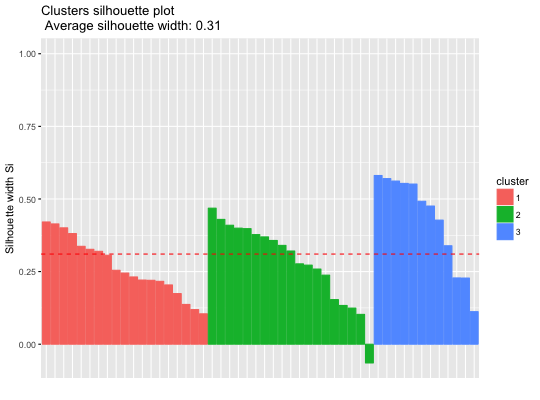 Clusters silhouette plot
Average silhouette width: 0.31
1.00
0.75
0.50
0.25
0.00
Silhouette width Si
cluster
1
2
3